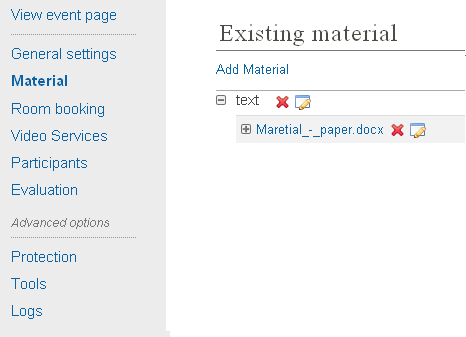 View event page
General settings
Material
Room booking
Video Services
Participants
Evaluation
Advanced options
Protection
Tools
Logs
Existing material
Add Material
text
Maretial_-_paper.docx